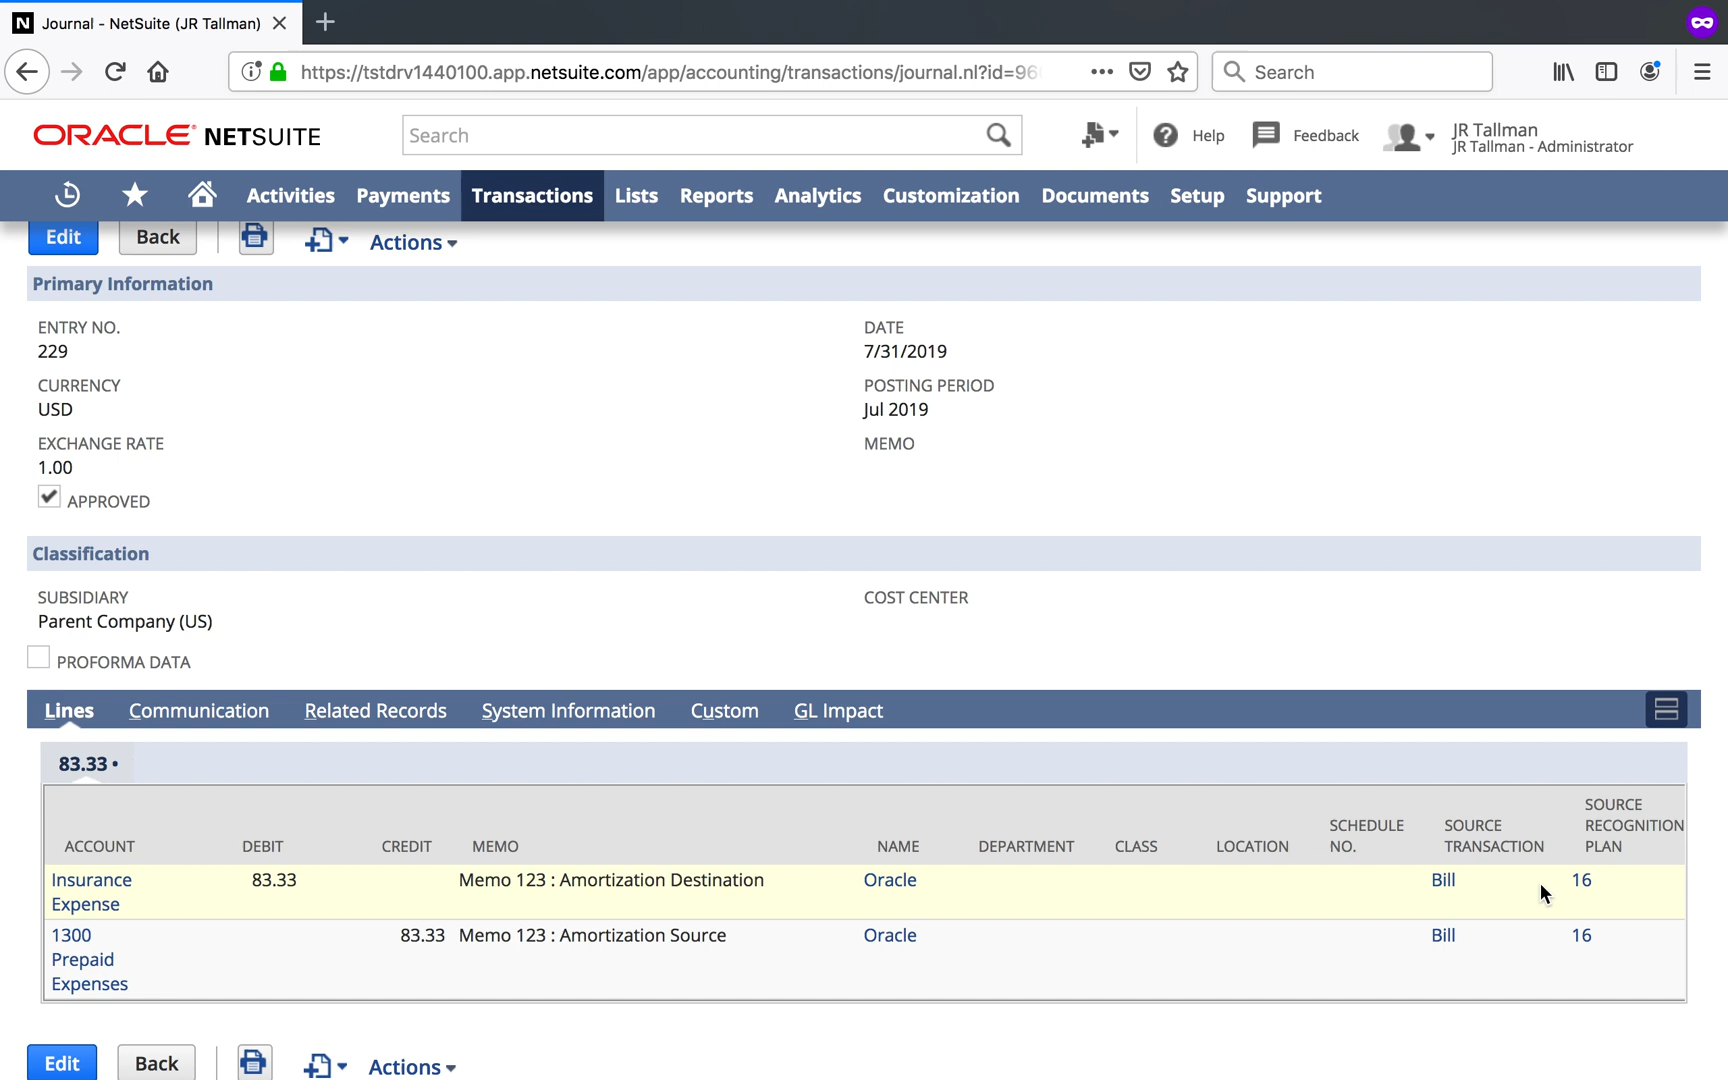 N Journal - NetSuite (JR Tallman)
https://tstdrv1440100.app.netsuite.com/app/accounting/transactions/journal.nl?id=96
Search
ORACLE NETSUITE
Search
Help
Feedback
JR Tallman
JR Tallman - Administrator
Activities Payments Transactions Lists Reports Analytics Customization Documents Setup Support
Edit Back Actions
Primary Information
ENTRY NO.
229
DATE
7/31/2019
CURRENCY
USD
POSTING PERIOD
Jul 2019
EXCHANGE RATE
1.00
MEMO
APPROVED
Classification
SUBSIDIARY
Parent Company (US)
COST CENTER
PROFORMA DATA
Lines Communication Related Records System Information Custom GL Impact
83.33 •
ACCOUNT DEBIT CREDIT MEMO NAME DEPARTMENT CLASS LOCATION SCHEDULE NO. SOURCE TRANSACTION SOURCE RECOGNITION PLAN
Insurance Expense 83.33 Memo 123 : Amortization Destination Oracle Bill 16
1300 Prepaid Expenses 83.33 Memo 123 : Amortization Source Oracle Bill 16
Edit Back Actions